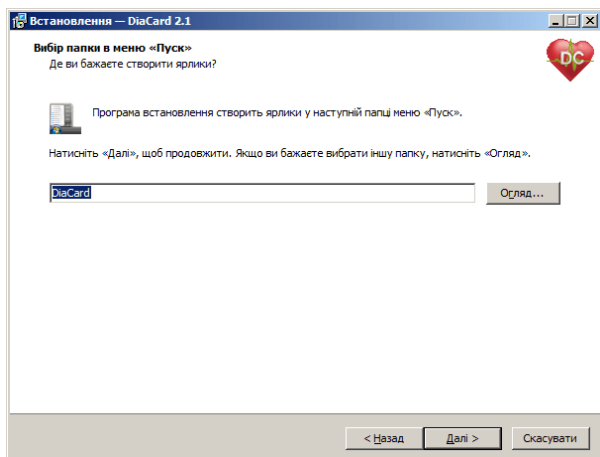 Встановлення — DiaCard 2.1
Вибір папки в меню «Пуск»
Де ви бажаєте створити ярлики?
DC
Програма встановлення створить ярлики у наступній папці меню «Пуск».
Натисніть «Далі», щоб продовжити. Якщо ви бажаєте вибрати іншу папку, натисніть «Огляд».
DiaCard Огляд...
< Назад Далі > Скасувати